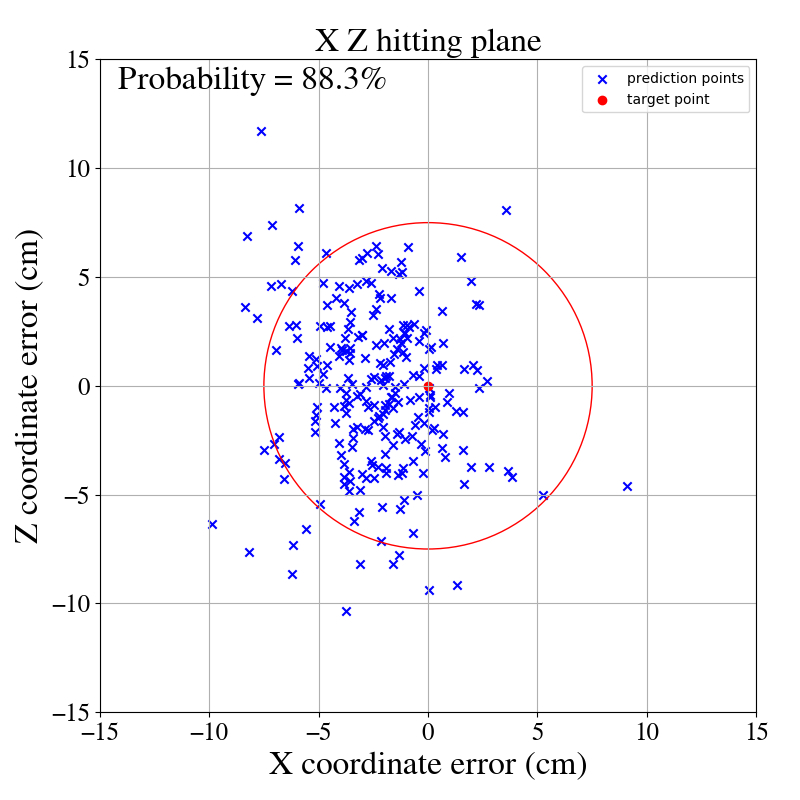 X Z hitting plane
Probability = 88.3%
prediction points
target point
Z coordinate error (cm)
15
10
5
0
−5
−10
−15
−15 −10 −5 0 5 10 15
X coordinate error (cm)